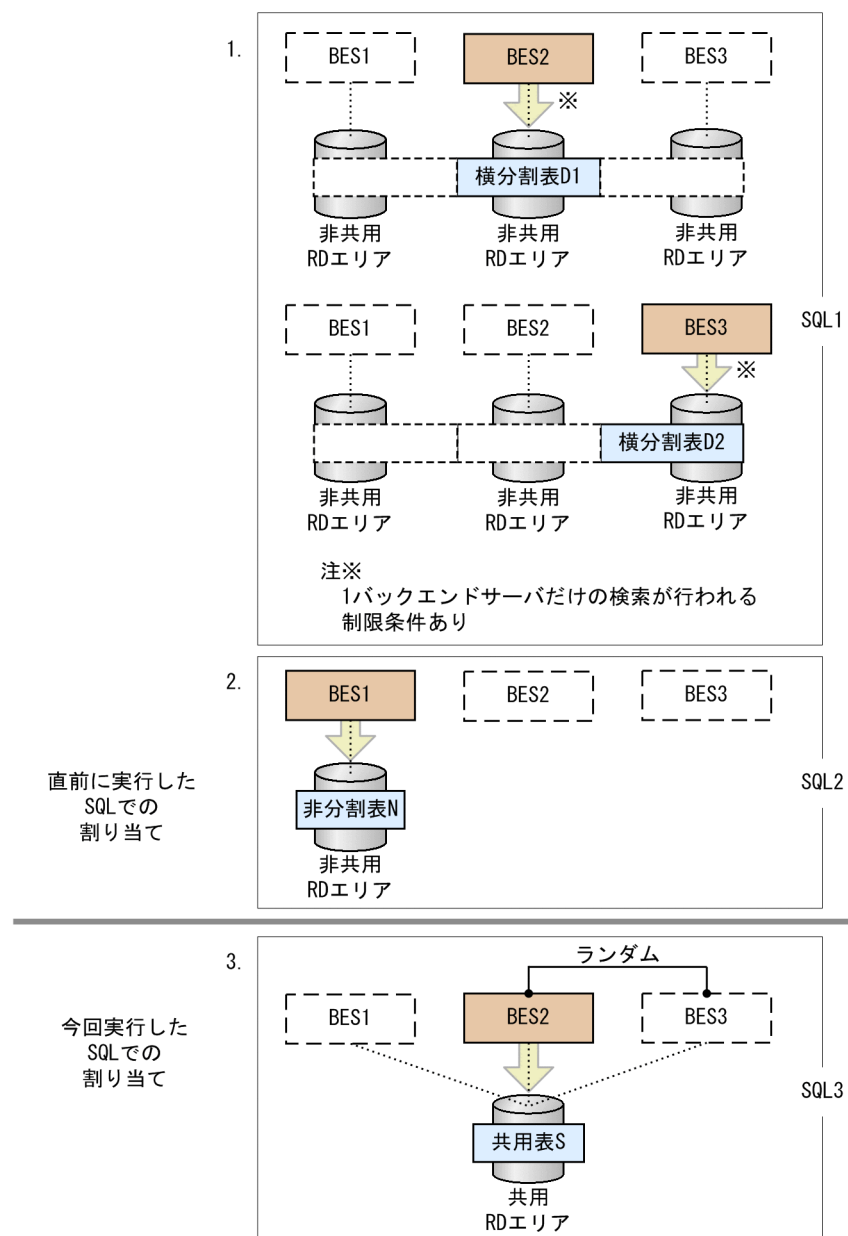 1.
BES1
BES2
BES3
※
横分割表D1
非共用
RDエリア
非共用
RDエリア
非共用
RDエリア
SQL1
BES1
BES2
BES3
※
横分割表D2
非共用
RDエリア
非共用
RDエリア
非共用
RDエリア
注※
1バックエンドサーバだけの検索が行われる
制限条件あり
2.
BES1
BES2
BES3
直前に実行した
SQLでの
割り当て
SQL2
非分割表N
非共用
RDエリア
3.
ランダム
BES1
BES2
BES3
今回実行した
SQLでの
割り当て
SQL3
共用表S
共用
RDエリア